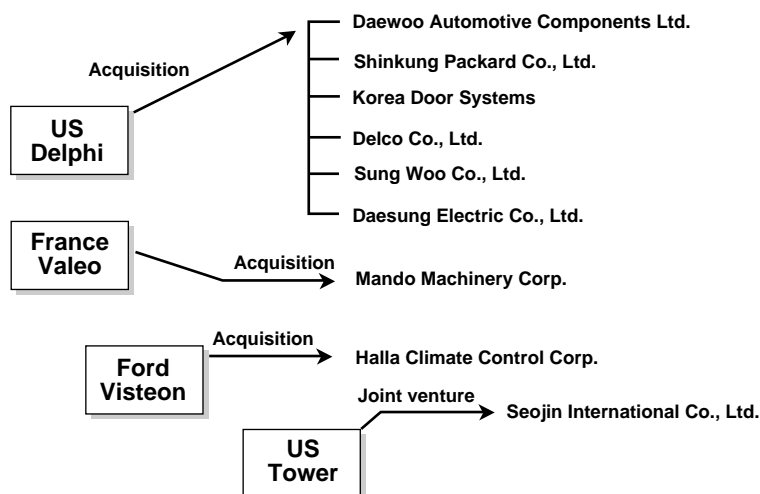 Acquisition
US
Delphi
Daewoo Automotive Components Ltd.
Shinkung Packard Co., Ltd.
Korea Door Systems
Delco Co., Ltd.
Sung Woo Co., Ltd.
Daesung Electric Co., Ltd.
France
Valeo
Acquisition
Mando Machinery Corp.
Ford
Visteon
Acquisition
Halla Climate Control Corp.
US
Tower
Joint venture
Seojin International Co., Ltd.